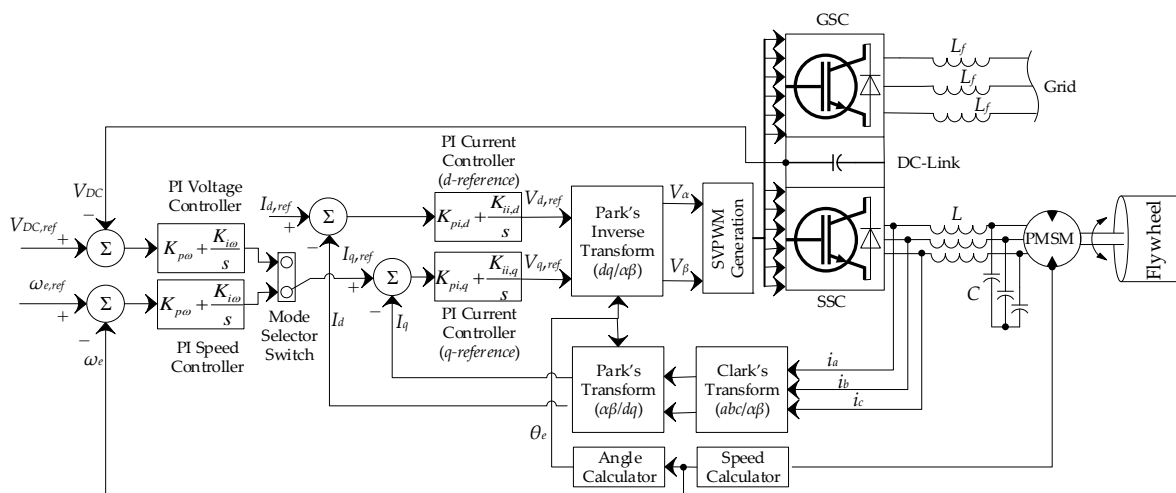 GSC
L_f
L_f
L_f
Grid
DC-Link
V_DC
−
V_DC,ref
+
Σ
PI Voltage
Controller
K_pω + K_iω/s
ω_e,ref
+
Σ
−
ω_e
K_pω + K_iω/s
PI Speed
Controller
Mode
Selector
Switch
I_d,ref
+
Σ
−
I_q,ref
+
Σ
−
I_d
I_q
PI Current
Controller
(d-reference)
K_pi,d + K_ii,d/s
V_d,ref
K_pi,q + K_ii,q/s
V_q,ref
PI Current
Controller
(q-reference)
Park's
Inverse
Transform
(dq/αβ)
V_α
V_β
SVPWM
Generation
SSC
L
C
PMSM
Flywheel
Park's
Transform
(αβ/dq)
Clark's
Transform
(abc/αβ)
i_a
i_b
i_c
θ_e
Angle
Calculator
Speed
Calculator